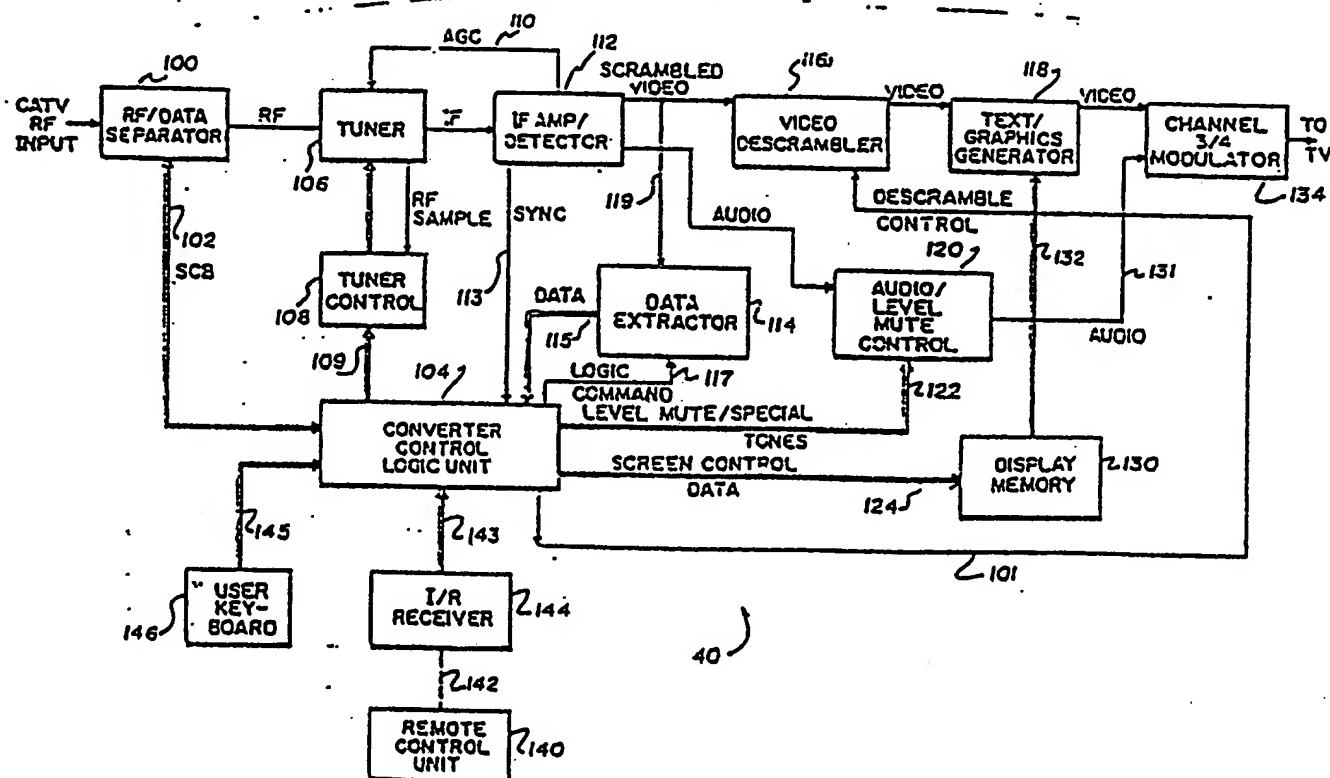 110
AGC
112
100
SCRAMBLED
VIDEO
116
118
CATV
RF
INPUT
RF/DATA
SEPARATOR
RF
TUNER
IF
IF AMP/
DETECTOR
VIDEO
DESCRAMBLER
VIDEO
TEXT/
GRAPHICS
GENERATOR
VIDEO
CHANNEL
3/4
MODULATOR
TO
TV
106
134
RF
SAMPLE
SYNC
119
AUDIO
DESCRAMBLE
CONTROL
102
SCB
108
TUNER
CONTROL
113
DATA
115
DATA
EXTRACTOR
114
120
AUDIO/
LEVEL
MUTE
CONTROL
132
131
AUDIO
109
104
LOGIC
COMMAND
117
122
CONVERTER
CONTROL
LOGIC UNIT
LEVEL MUTE/SPECIAL
TONES
SCREEN CONTROL
DATA
124
DISPLAY
MEMORY
130
145
143
101
146
USER
KEY-
BOARD
I/R
RECEIVER
144
40
142
REMOTE
CONTROL
UNIT
140